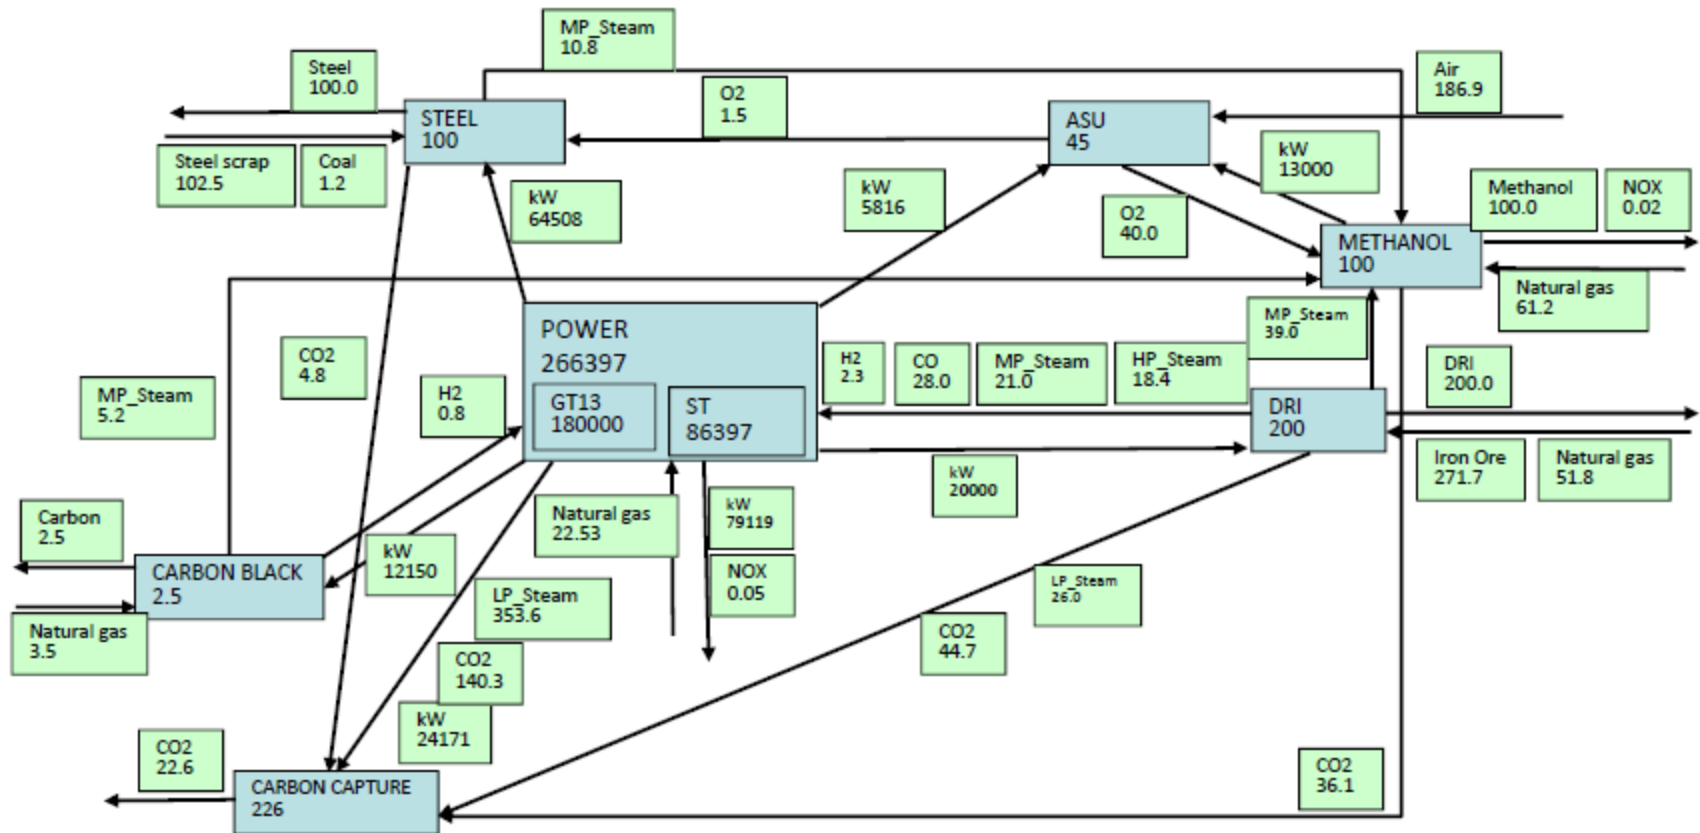 MP_Steam
10.8
Steel
100.0
Air
186.9
O2
1.5
STEEL
100
ASU
45
Steel scrap
102.5
Coal
1.2
kW
13000
kW
64508
kW
5816
O2
40.0
Methanol
100.0
NOX
0.02
METHANOL
100
Natural gas
61.2
MP_Steam
39.0
POWER
266397
GT13
180000
ST
86397
CO2
4.8
MP_Steam
5.2
H2
0.8
H2
2.3
CO
28.0
MP_Steam
21.0
HP_Steam
18.4
DRI
200.0
DRI
200
Iron Ore
271.7
Natural gas
51.8
kW
20000
Natural gas
22.53
kW
79119
NOX
0.05
Carbon
2.5
CARBON BLACK
2.5
kW
12150
Natural gas
3.5
LP_Steam
353.6
LP_Steam
26.0
CO2
44.7
CO2
140.3
kW
24171
CO2
22.6
CARBON CAPTURE
226
CO2
36.1